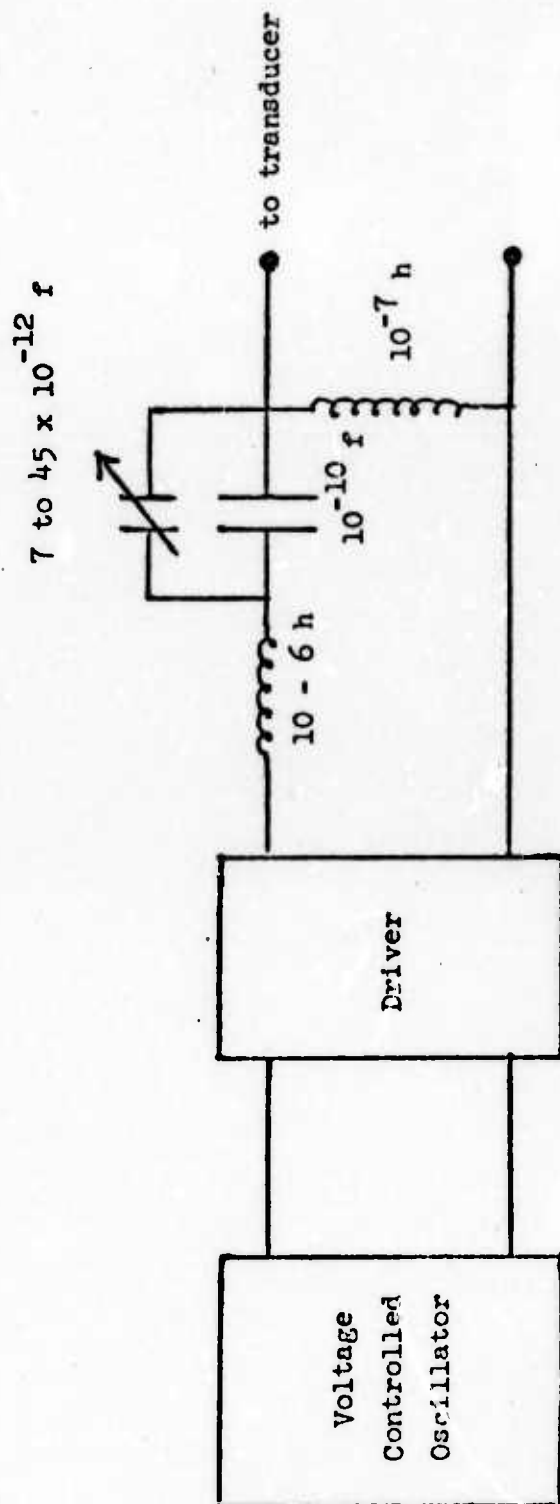 Voltage
Controlled
Oscillator
Driver
10 - 6 h
7 to 45 x 10⁻¹² f
10⁻¹⁰ f
10⁻⁷ h
to transducer